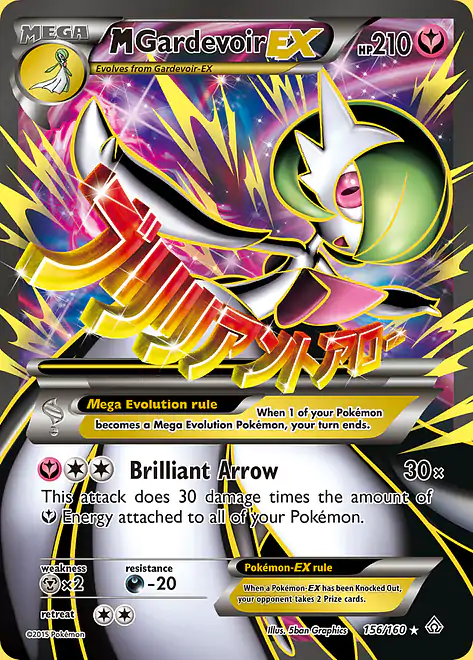 MEGA
M Gardevoir EX
HP210
Evolves from Gardevoir-EX
ブリリアントアロー
Mega Evolution rule
When 1 of your Pokémon
becomes a Mega Evolution Pokémon, your turn ends.
Brilliant Arrow 30×
This attack does 30 damage times the amount of
Energy attached to all of your Pokémon.
weakness
×2
resistance
-20
retreat
Pokémon-EX rule
When a Pokémon-EX has been Knocked Out,
your opponent takes 2 Prize cards.
©2015 Pokémon
Illus. 5ban Graphics
156/160 ★